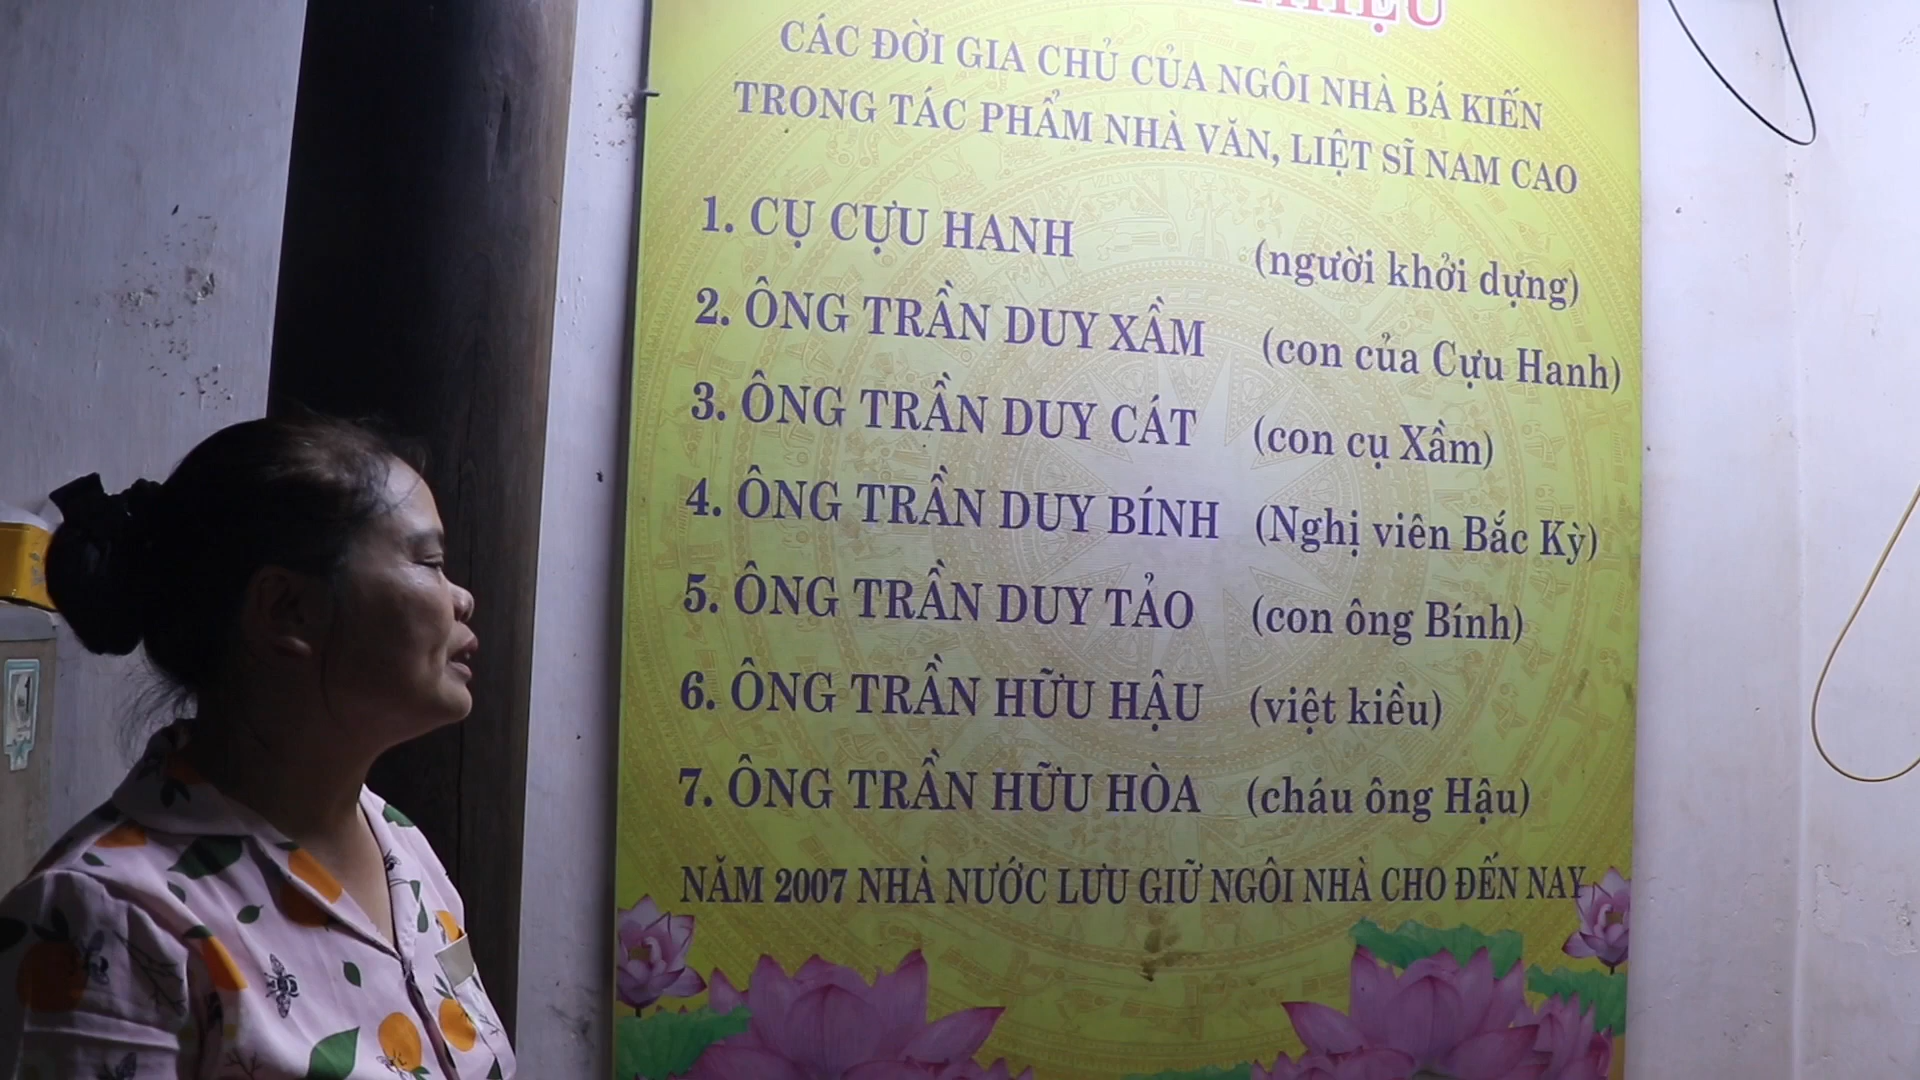 CÁC ĐỜI GIA CHỦ CỦA NGÔI NHÀ BÁ KIẾN
TRONG TÁC PHẨM NHÀ VĂN, LIỆT SĨ NAM CAO
1. CỤ CỰU HANH (người khởi dựng)
2. ÔNG TRẦN DUY XẦM (con của Cựu Hanh)
3. ÔNG TRẦN DUY CÁT (con cụ Xầm)
4. ÔNG TRẦN DUY BÍNH (Nghị viên Bắc Kỳ)
5. ÔNG TRẦN DUY TẢO (con ông Bính)
6. ÔNG TRẦN HỮU HẬU (việt kiều)
7. ÔNG TRẦN HỮU HÒA (cháu ông Hậu)
NĂM 2007 NHÀ NƯỚC LƯU GIỮ NGÔI NHÀ CHO ĐẾN NAY